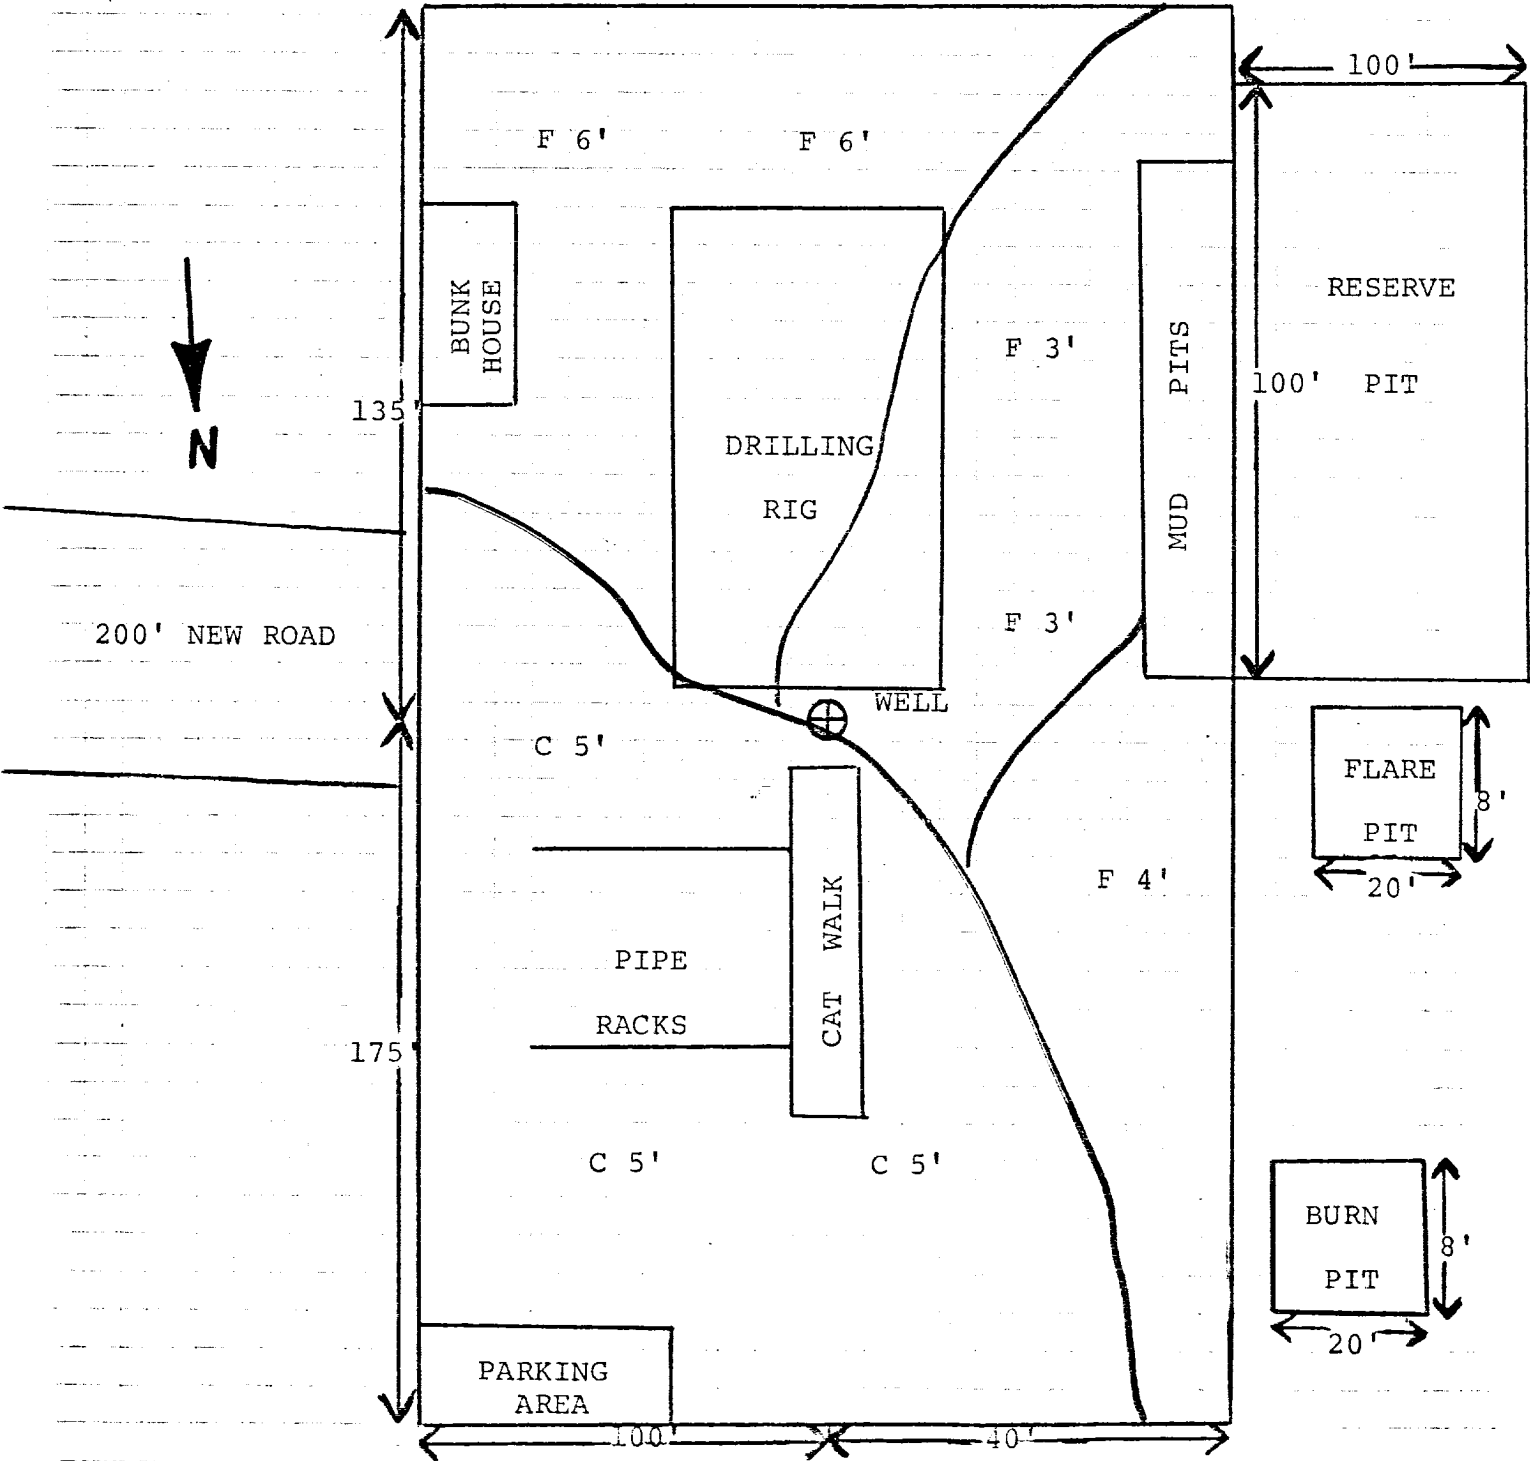 100'
F 6' F 6'
BUNK
HOUSE
RESERVE
F 3'
MUD PITS
100' PIT
135'
N
DRILLING
RIG
200' NEW ROAD
F 3'
WELL
C 5'
FLARE
PIT
8'
20'
F 4'
CAT WALK
PIPE
RACKS
175'
C 5' C 5'
BURN
PIT
8'
20'
PARKING
AREA
100' 40'